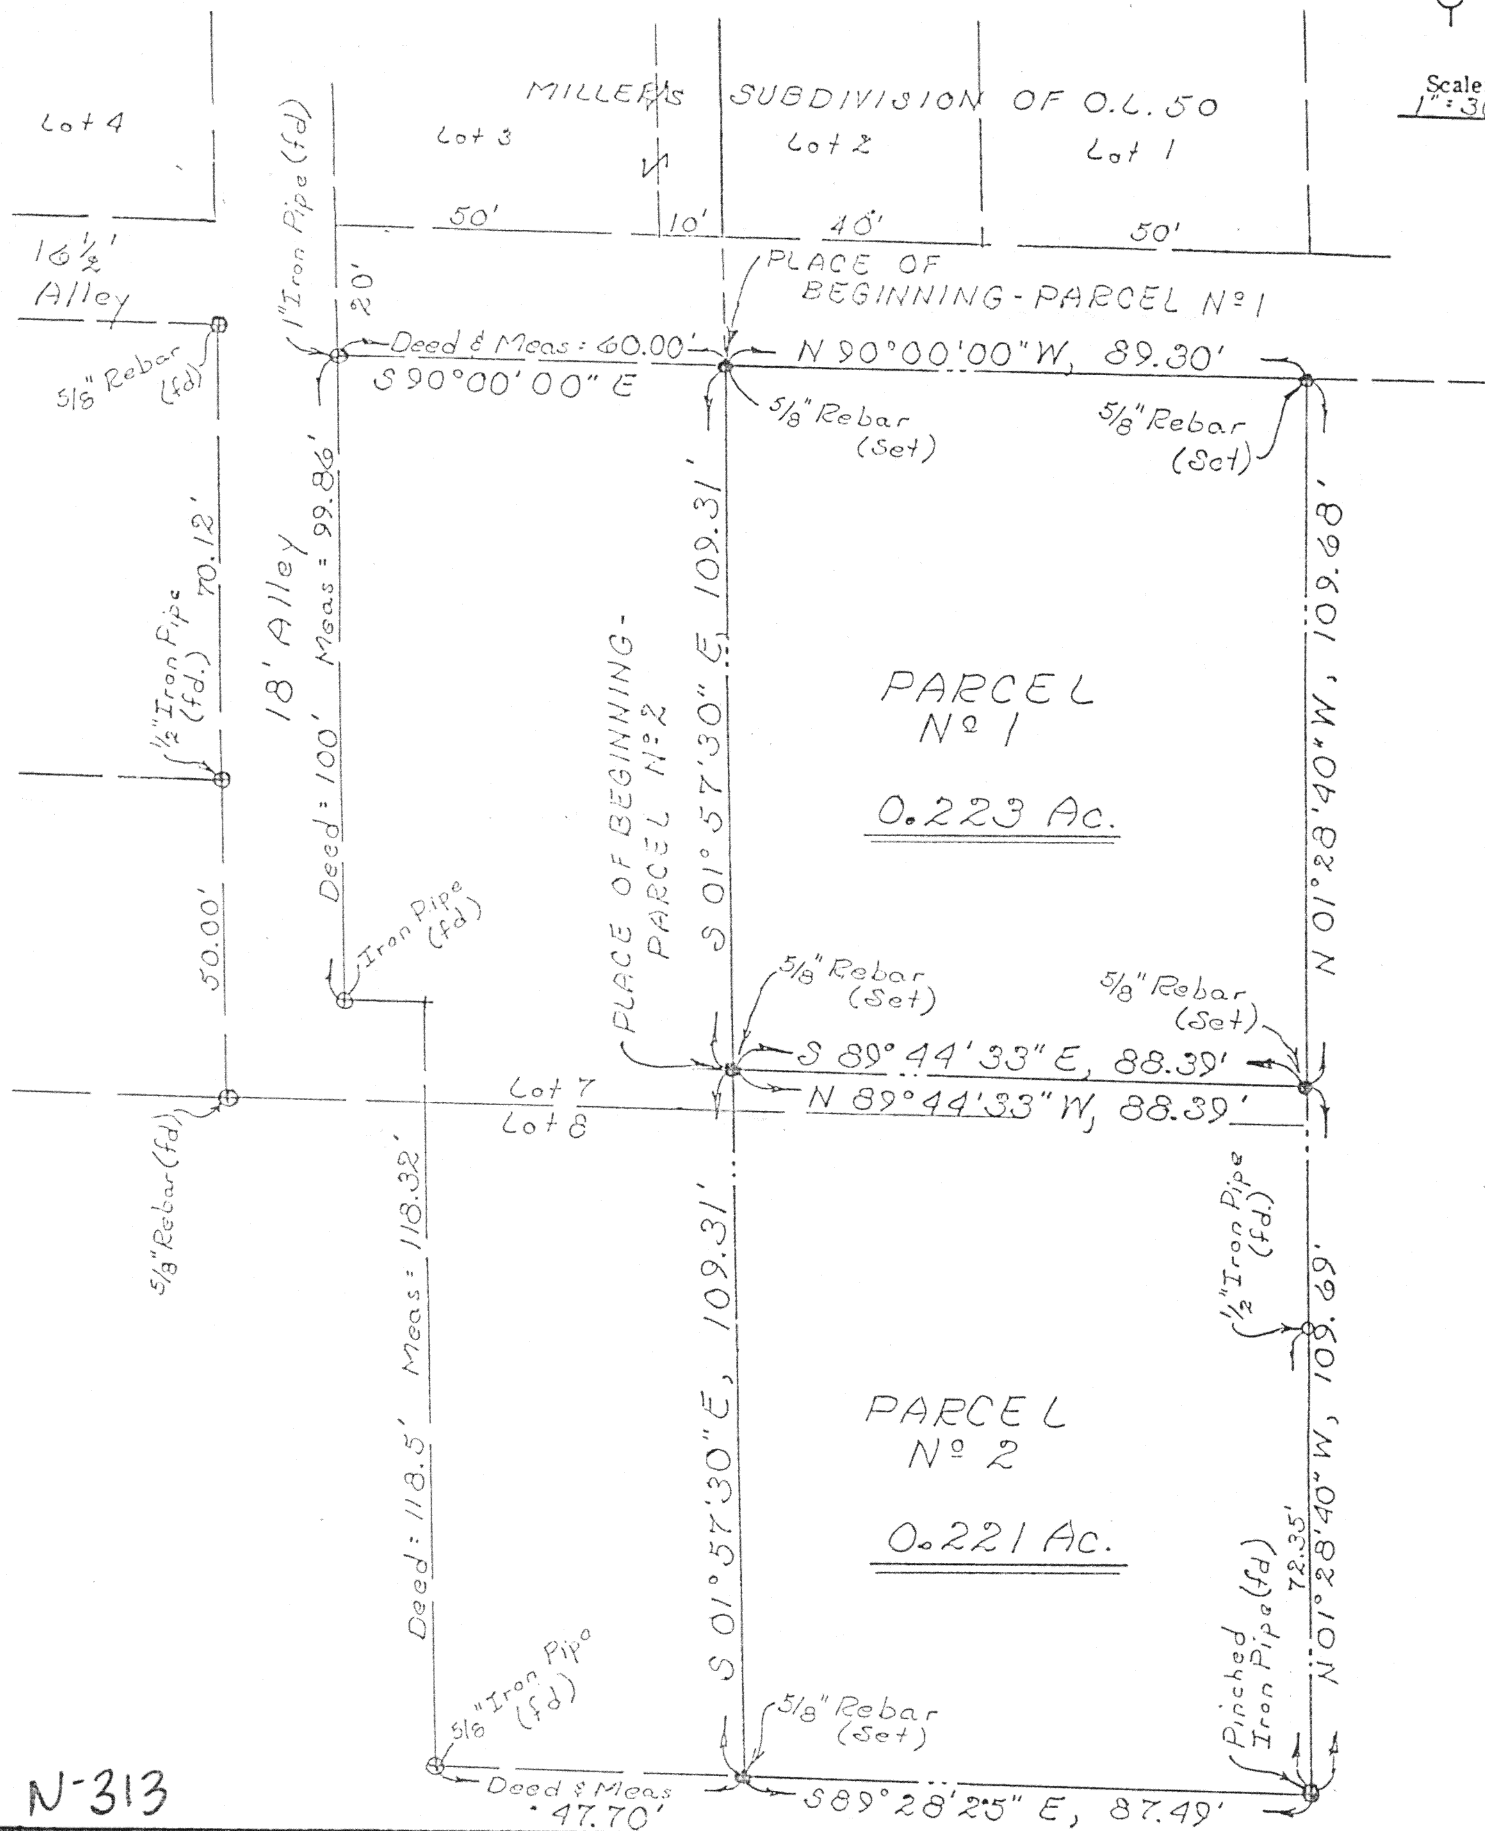 MILLER'S SUBDIVISION OF O.L. 50
Scale
Lot 4
Lot 3
Lot 2
Lot 1
50'
10'
40'
50'
16 1/2'
Alley
1" Iron Pipe (fd)
20'
PLACE OF
BEGINNING - PARCEL Nº 1
5/8" Rebar
(fd)
Deed & Meas = 60.00'
S 90° 00' 00" E
N 90° 00' 00" W, 89.30'
5/8" Rebar
(Set)
5/8" Rebar
(Set)
70.12'
18' Alley
Deed = 100' Meas = 99.86'
S 01° 57' 30" E, 109.31'
N 01° 28' 40" W, 109.68'
1/2" Iron Pipe
(fd.)
PLACE OF BEGINNING -
PARCEL Nº 2
PARCEL
Nº 1
0.223 Ac.
50.00'
Iron Pipe
(fd)
5/8" Rebar
(Set)
5/8" Rebar
(Set)
S 89° 44' 33" E, 88.39'
N 89° 44' 33" W, 88.39'
Lot 7
Lot 8
5/8" Rebar (fd)
Deed = 118.5' Meas = 118.32'
S 01° 57' 30" E, 109.31'
1/2" Iron Pipe
(fd.)
N 01° 28' 40" W, 109.69'
PARCEL
Nº 2
0.221 Ac.
72.35'
Pinched
Iron Pipe (fd)
5/8" Iron Pipe
(fd)
5/8" Rebar
(Set)
Deed & Meas
47.70'
S 89° 28' 25" E, 87.49'
N-313